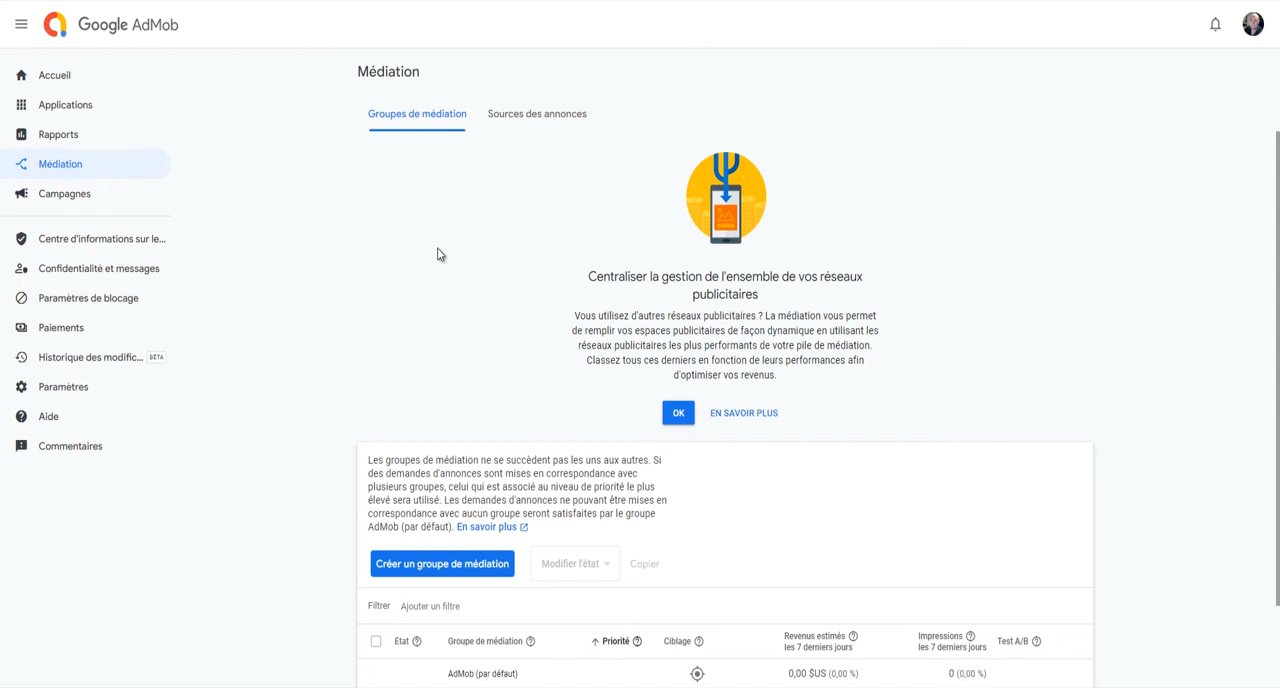 Google AdMob
Accueil
Applications
Rapports
Médiation
Campagnes
Centre d'informations sur le...
Confidentialité et messages
Paramètres de blocage
Paiements
Historique des modific... BÊTA
Paramètres
Aide
Commentaires
Médiation
Groupes de médiation Sources des annonces
Centraliser la gestion de l'ensemble de vos réseaux
publicitaires
Vous utilisez d'autres réseaux publicitaires ? La médiation vous permet
de remplir vos espaces publicitaires de façon dynamique en utilisant les
réseaux publicitaires les plus performants de votre pile de médiation.
Classez tous ces derniers en fonction de leurs performances afin
d'optimiser vos revenus.
OK EN SAVOIR PLUS
Les groupes de médiation ne se succèdent pas les uns aux autres. Si
des demandes d'annonces sont mises en correspondance avec
plusieurs groupes, celui qui est associé au niveau de priorité le plus
élevé sera utilisé. Les demandes d'annonces ne pouvant être mises en
correspondance avec aucun groupe seront satisfaites par le groupe
AdMob (par défaut). En savoir plus
Créer un groupe de médiation Modifier l'état Copier
Filtrer Ajouter un filtre
État Groupe de médiation Priorité Ciblage Revenus estimés Impressions Test A/B
les 7 derniers jours les 7 derniers jours
AdMob (par défaut) 0,00 $US (0,00 %) 0 (0,00 %)